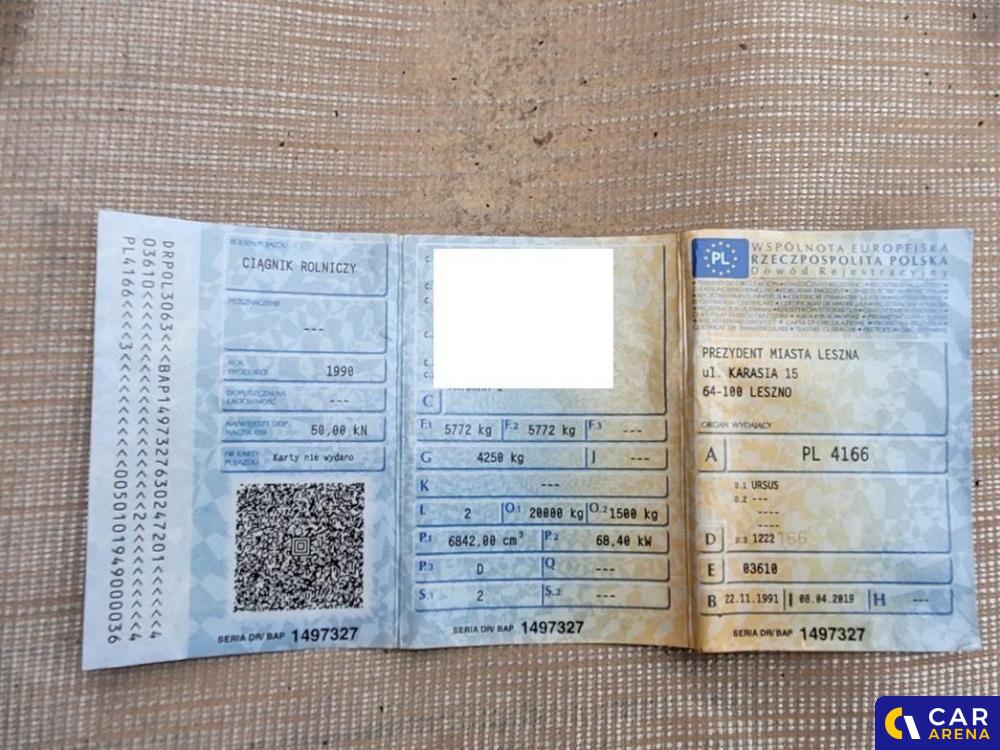 DRPOL3063<<BAP1497327630247201<<<<<4
03610<<<<<<<<<<<<<<<<<<<<2<<<<<<4
PL4166<<<<3<<<<<<<<<<0050101949000036
RODZAJ POJAZDU
CIĄGNIK ROLNICZY
PRZEZNACZENIE
---
ROK PRODUKCJI
1990
DOPUSZCZALNA ŁADOWNOŚĆ
---
NAJWIĘKSZY DOP. NACISK OSI
50,00 kN
NR KARTY POJAZDU
Karty nie wydano
SERIA DR/ BAP 1497327
C
F.1 5772 kg F.2 5772 kg F.3 ---
G 4250 kg J ---
K ---
L 2 O.1 20000 kg O.2 1500 kg
P.1 6842,00 cm³ P.2 68.40 kW
P.3 D Q ---
S.1 2 S.2 ---
SERIA DR/ BAP 1497327
PL
WSPÓLNOTA EUROPEJSKA
RZECZPOSPOLITA POLSKA
Dowód Rejestracyjny
PREZYDENT MIASTA LESZNA
ul. KARASIA 15
64-100 LESZNO
ORGAN WYDAJĄCY
A PL 4166
D.1 URSUS
D.2 ---
----
----
D D.3 1222
E 03610
B 22.11.1991 I 08.04.2019 H ---
SERIA DR/ BAP 1497327
CAR
ARENA